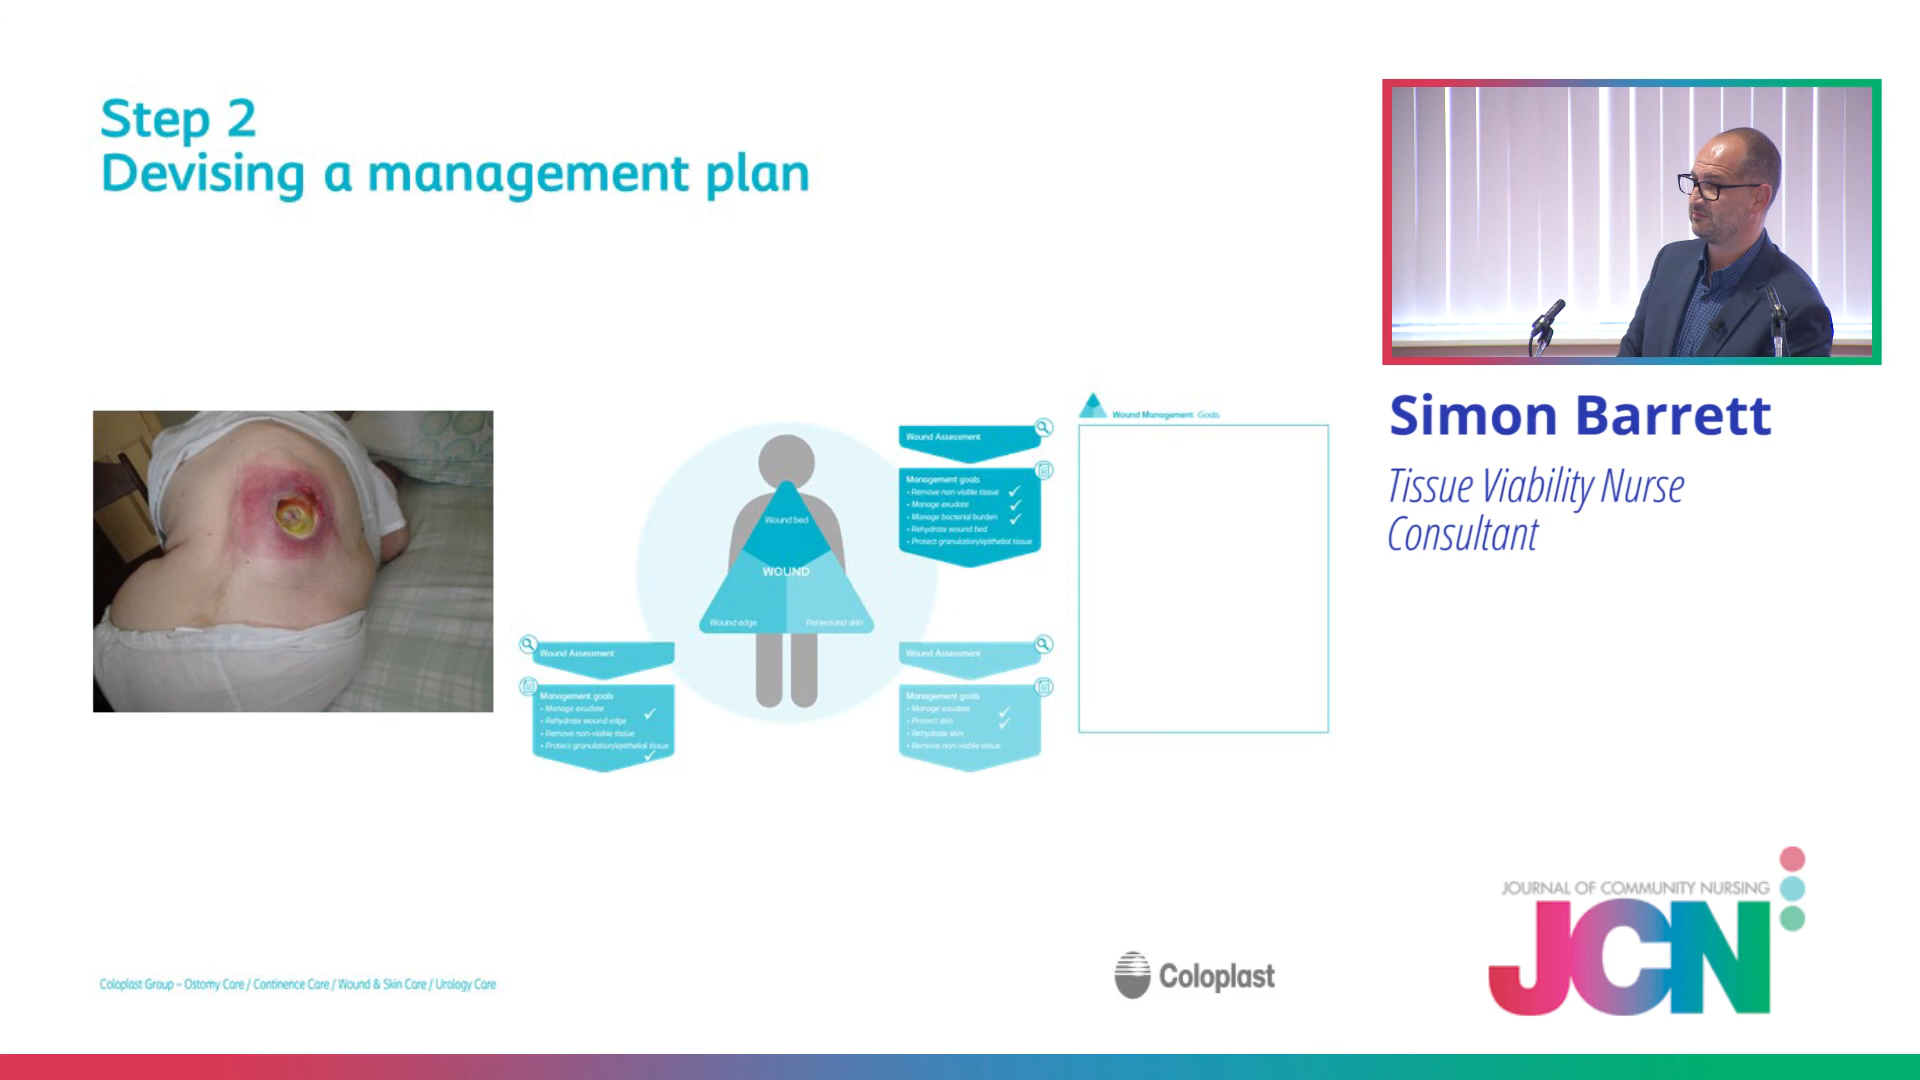 Step 2
Devising a management plan
Simon Barrett
Tissue Viability Nurse
Consultant
Wound Management Goals
Wound Assessment
Management goals
• Remove non-viable tissue
• Manage exudate
• Manage bacterial burden
• Rehydrate wound bed
• Protect granulation/epithelial tissue
Wound bed
WOUND
Wound edge
Periwound skin
Wound Assessment
Management goals
• Manage exudate
• Rehydrate wound edge
• Remove non-viable tissue
• Protect granulation/epithelial tissue
Wound Assessment
Management goals
• Manage exudate
• Protect skin
• Rehydrate skin
• Remove non-viable tissue
JOURNAL OF COMMUNITY NURSING
JCN
Coloplast
Coloplast Group – Ostomy Care / Continence Care / Wound & Skin Care / Urology Care